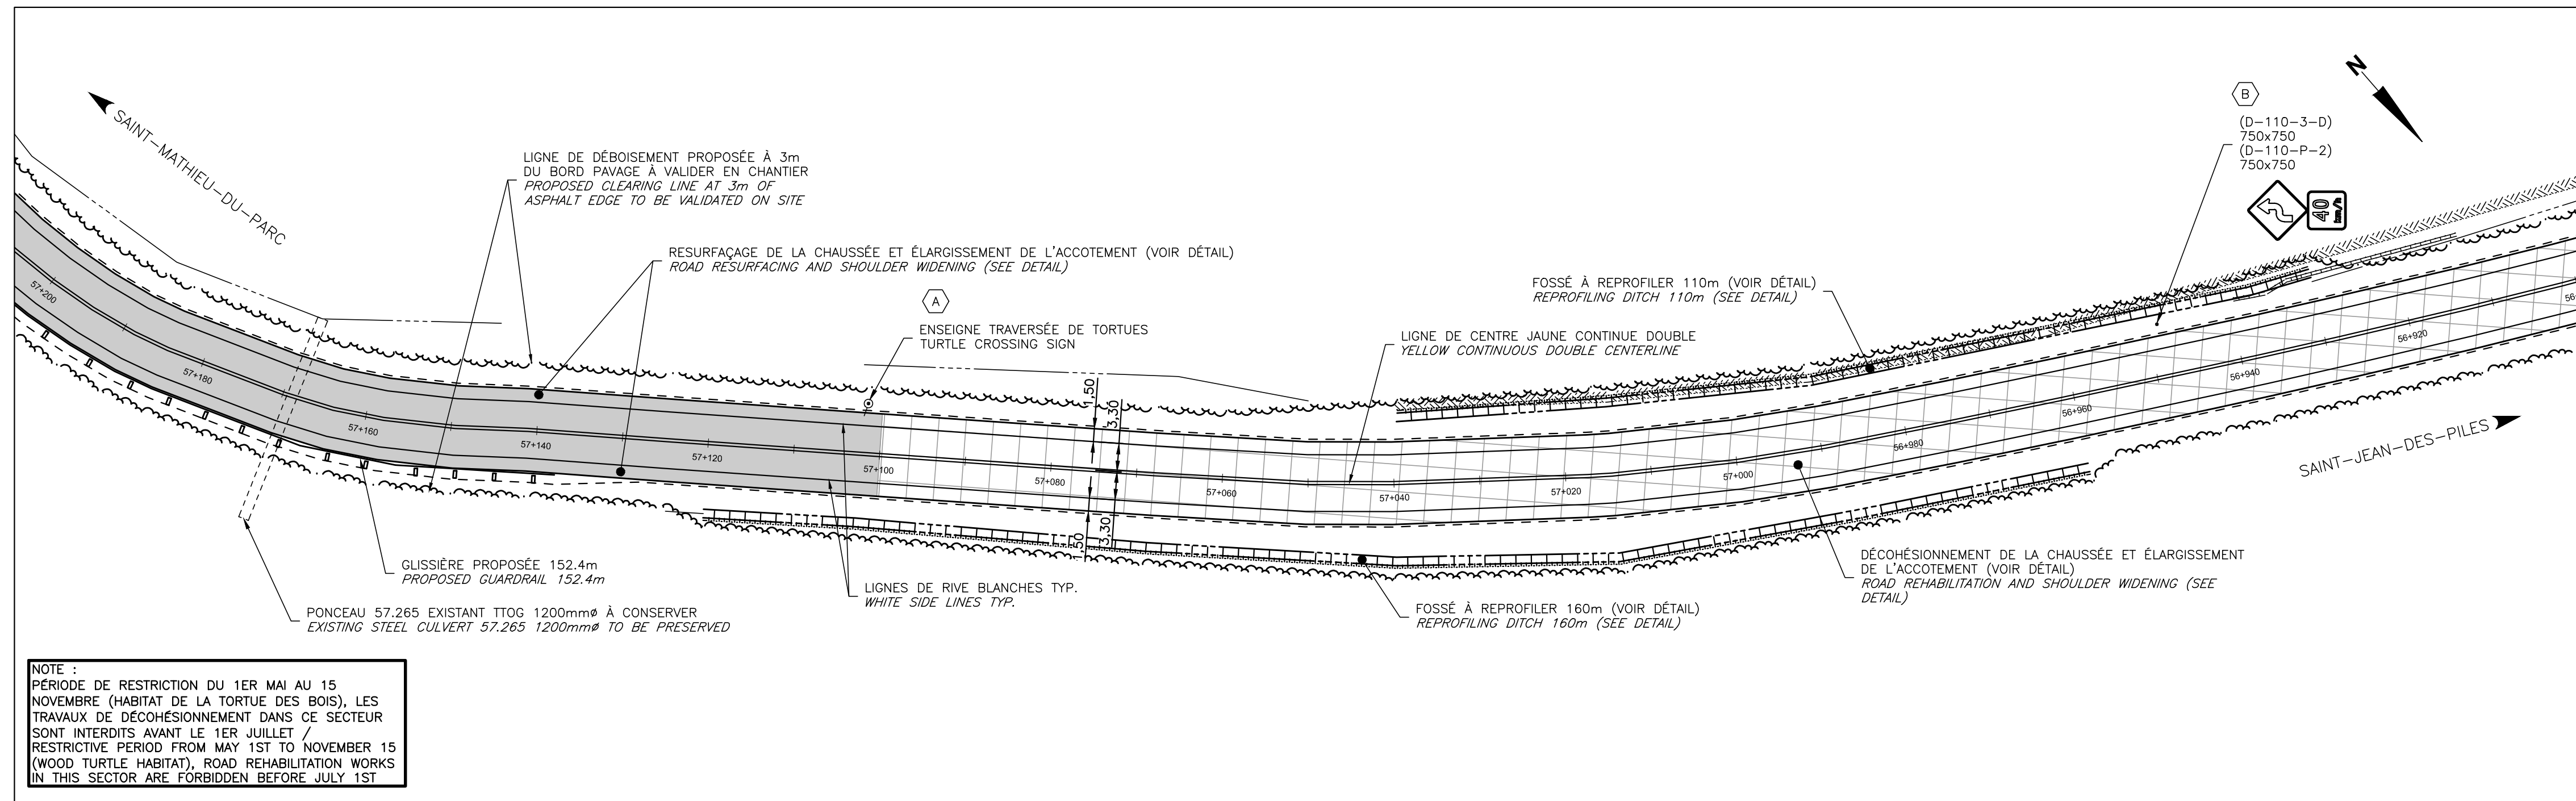 N
B
(D-110-3-D)
750x750
(D-110-P-2)
750x750
40
km/h
SAINT-MATHIEU-DU-PARC
LIGNE DE DÉBOISEMENT PROPOSÉE À 3m
DU BORD PAVAGE À VALIDER EN CHANTIER
PROPOSED CLEARING LINE AT 3m OF
ASPHALT EDGE TO BE VALIDATED ON SITE
RESURFAÇAGE DE LA CHAUSSÉE ET ÉLARGISSEMENT DE L'ACCOTEMENT (VOIR DÉTAIL)
ROAD RESURFACING AND SHOULDER WIDENING (SEE DETAIL)
A
ENSEIGNE TRAVERSÉE DE TORTUES
TURTLE CROSSING SIGN
FOSSÉ À REPROFILER 110m (VOIR DÉTAIL)
REPROFILING DITCH 110m (SEE DETAIL)
LIGNE DE CENTRE JAUNE CONTINUE DOUBLE
YELLOW CONTINUOUS DOUBLE CENTERLINE
57+200
57+180
57+160
57+140
57+120
57+100
57+080
57+060
57+040
57+020
57+000
56+980
56+960
56+940
56+920
1,50
3,30
3,30
SAINT-JEAN-DES-PILES
GLISSIÈRE PROPOSÉE 152.4m
PROPOSED GUARDRAIL 152.4m
PONCEAU 57.265 EXISTANT TTOG 1200mmø À CONSERVER
EXISTING STEEL CULVERT 57.265 1200mmø TO BE PRESERVED
LIGNES DE RIVE BLANCHES TYP.
WHITE SIDE LINES TYP.
FOSSÉ À REPROFILER 160m (VOIR DÉTAIL)
REPROFILING DITCH 160m (SEE DETAIL)
DÉCOHÉSIONNEMENT DE LA CHAUSSÉE ET ÉLARGISSEMENT
DE L'ACCOTEMENT (VOIR DÉTAIL)
ROAD REHABILITATION AND SHOULDER WIDENING (SEE
DETAIL)
NOTE :
PÉRIODE DE RESTRICTION DU 1ER MAI AU 15
NOVEMBRE (HABITAT DE LA TORTUE DES BOIS), LES
TRAVAUX DE DÉCOHÉSIONNEMENT DANS CE SECTEUR
SONT INTERDITS AVANT LE 1ER JUILLET /
RESTRICTIVE PERIOD FROM MAY 1ST TO NOVEMBER 15
(WOOD TURTLE HABITAT), ROAD REHABILITATION WORKS
IN THIS SECTOR ARE FORBIDDEN BEFORE JULY 1ST